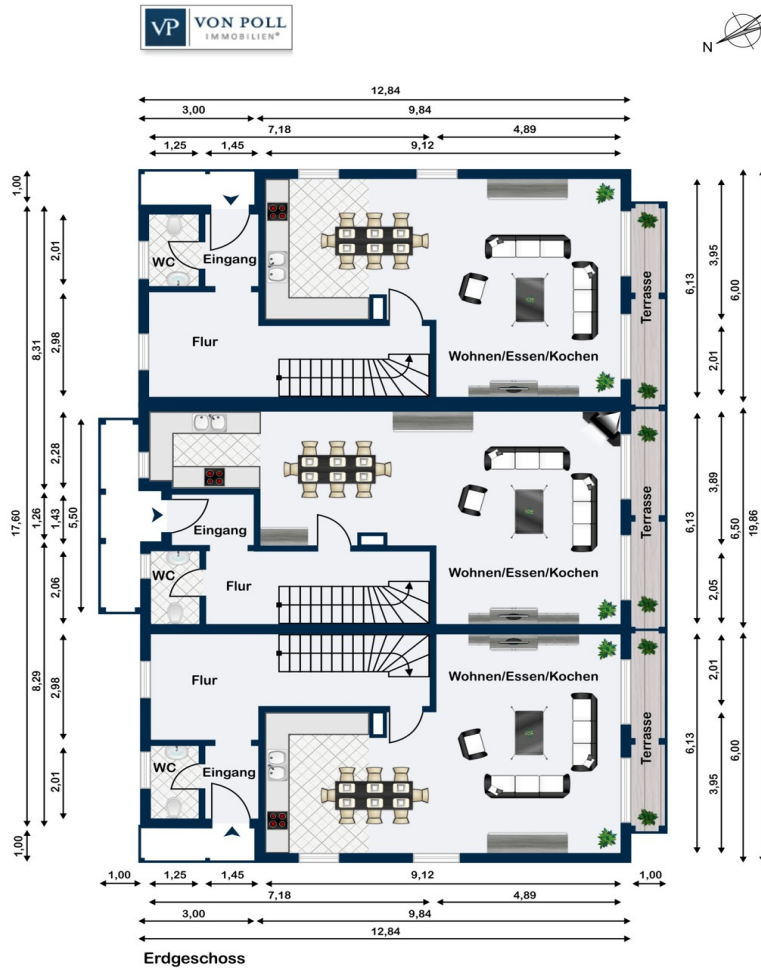 VP VON POLL
IMMOBILIEN®
N
12,84
3,00 9,84
7,18 4,89
1,25 1,45 9,12
1,00
8,31
2,01
2,98
WC
Eingang
Flur
Wohnen/Essen/Kochen
Terrasse
6,13
3,95
2,01
6,00
17,60
2,28
1,26
1,43
5,50
2,06
Eingang
WC
Flur
Wohnen/Essen/Kochen
Terrasse
6,13
3,89
2,05
6,50
19,86
8,29
2,98
2,01
1,00
Flur
WC
Eingang
Wohnen/Essen/Kochen
Terrasse
6,13
2,01
3,95
6,00
1,00 1,25 1,45 9,12 1,00
7,18 4,89
3,00 9,84
12,84
Erdgeschoss